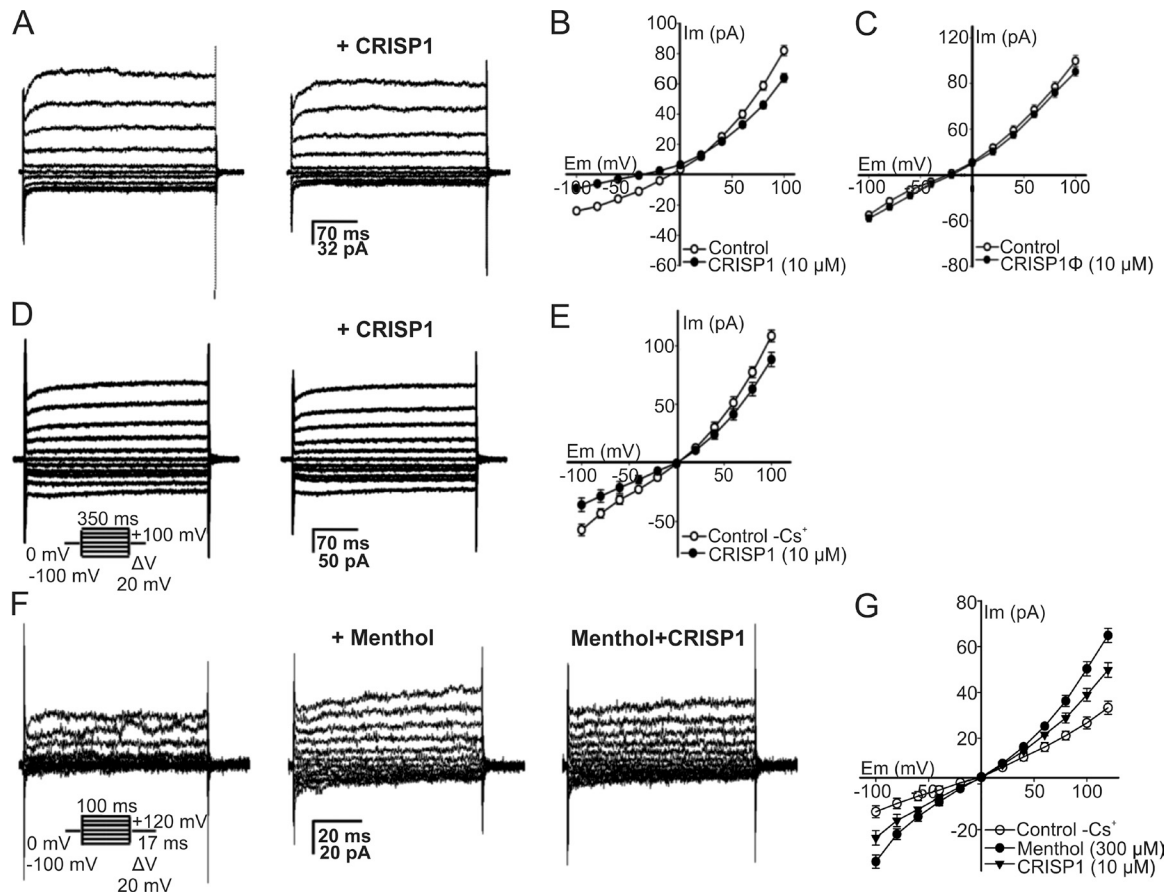 A
+ CRISP1
70 ms
32 pA
B
Im (pA)
100
80
60
40
20
-20
-40
-60
Em (mV)
-100 -50 50 100
Control
CRISP1 (10 µM)
C
Im (pA)
120
60
-60
-80
Em (mV)
-100 -50 50 100
Control
CRISP1Φ (10 µM)
D
+ CRISP1
350 ms
+100 mV
0 mV
-100 mV
ΔV
20 mV
70 ms
50 pA
E
Im (pA)
100
50
-50
Em (mV)
-100 -50 50 100
Control -Cs⁺
CRISP1 (10 µM)
F
+ Menthol
Menthol+CRISP1
100 ms
+120 mV
0 mV
17 ms
-100 mV
ΔV
20 mV
20 ms
20 pA
G
Im (pA)
80
60
40
20
-20
Em (mV)
-100 -50 50 100
Control -Cs⁺
Menthol (300 µM)
CRISP1 (10 µM)